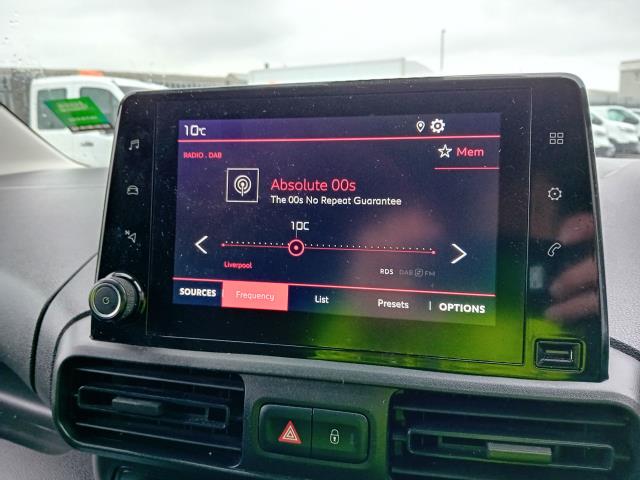 10°C
RADIO . DAB
Mem
Absolute 00s
The 00s No Repeat Guarantee
10C
Liverpool
RDS DAB FM
SOURCES Frequency List Presets OPTIONS
N